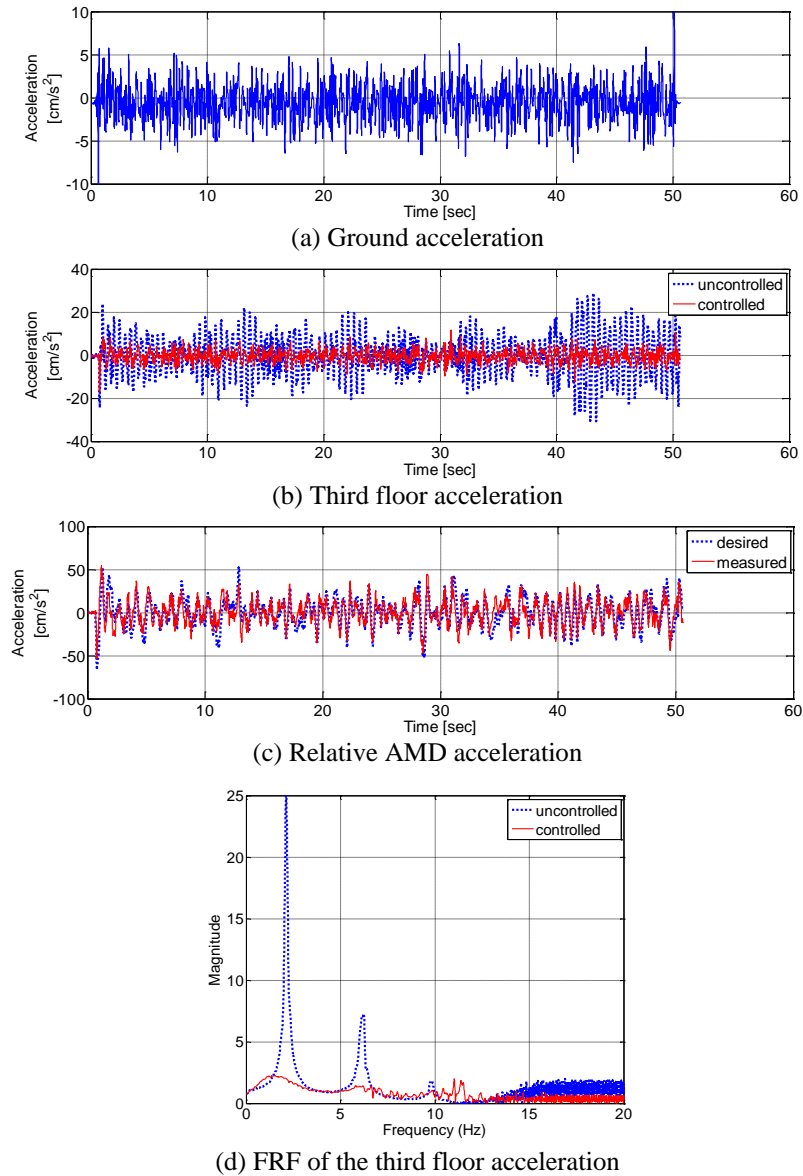 10
5
0
-5
-10
Acceleration
[cm/s²]
0 10 20 30 40 50 60
Time [sec]
(a) Ground acceleration
40
20
0
-20
-40
Acceleration
[cm/s²]
uncontrolled
controlled
0 10 20 30 40 50 60
Time [sec]
(b) Third floor acceleration
100
50
0
-50
-100
Acceleration
[cm/s²]
desired
measured
0 10 20 30 40 50 60
Time [sec]
(c) Relative AMD acceleration
25
20
15
10
5
0
Magnitude
uncontrolled
controlled
0 5 10 15 20
Frequency (Hz)
(d) FRF of the third floor acceleration